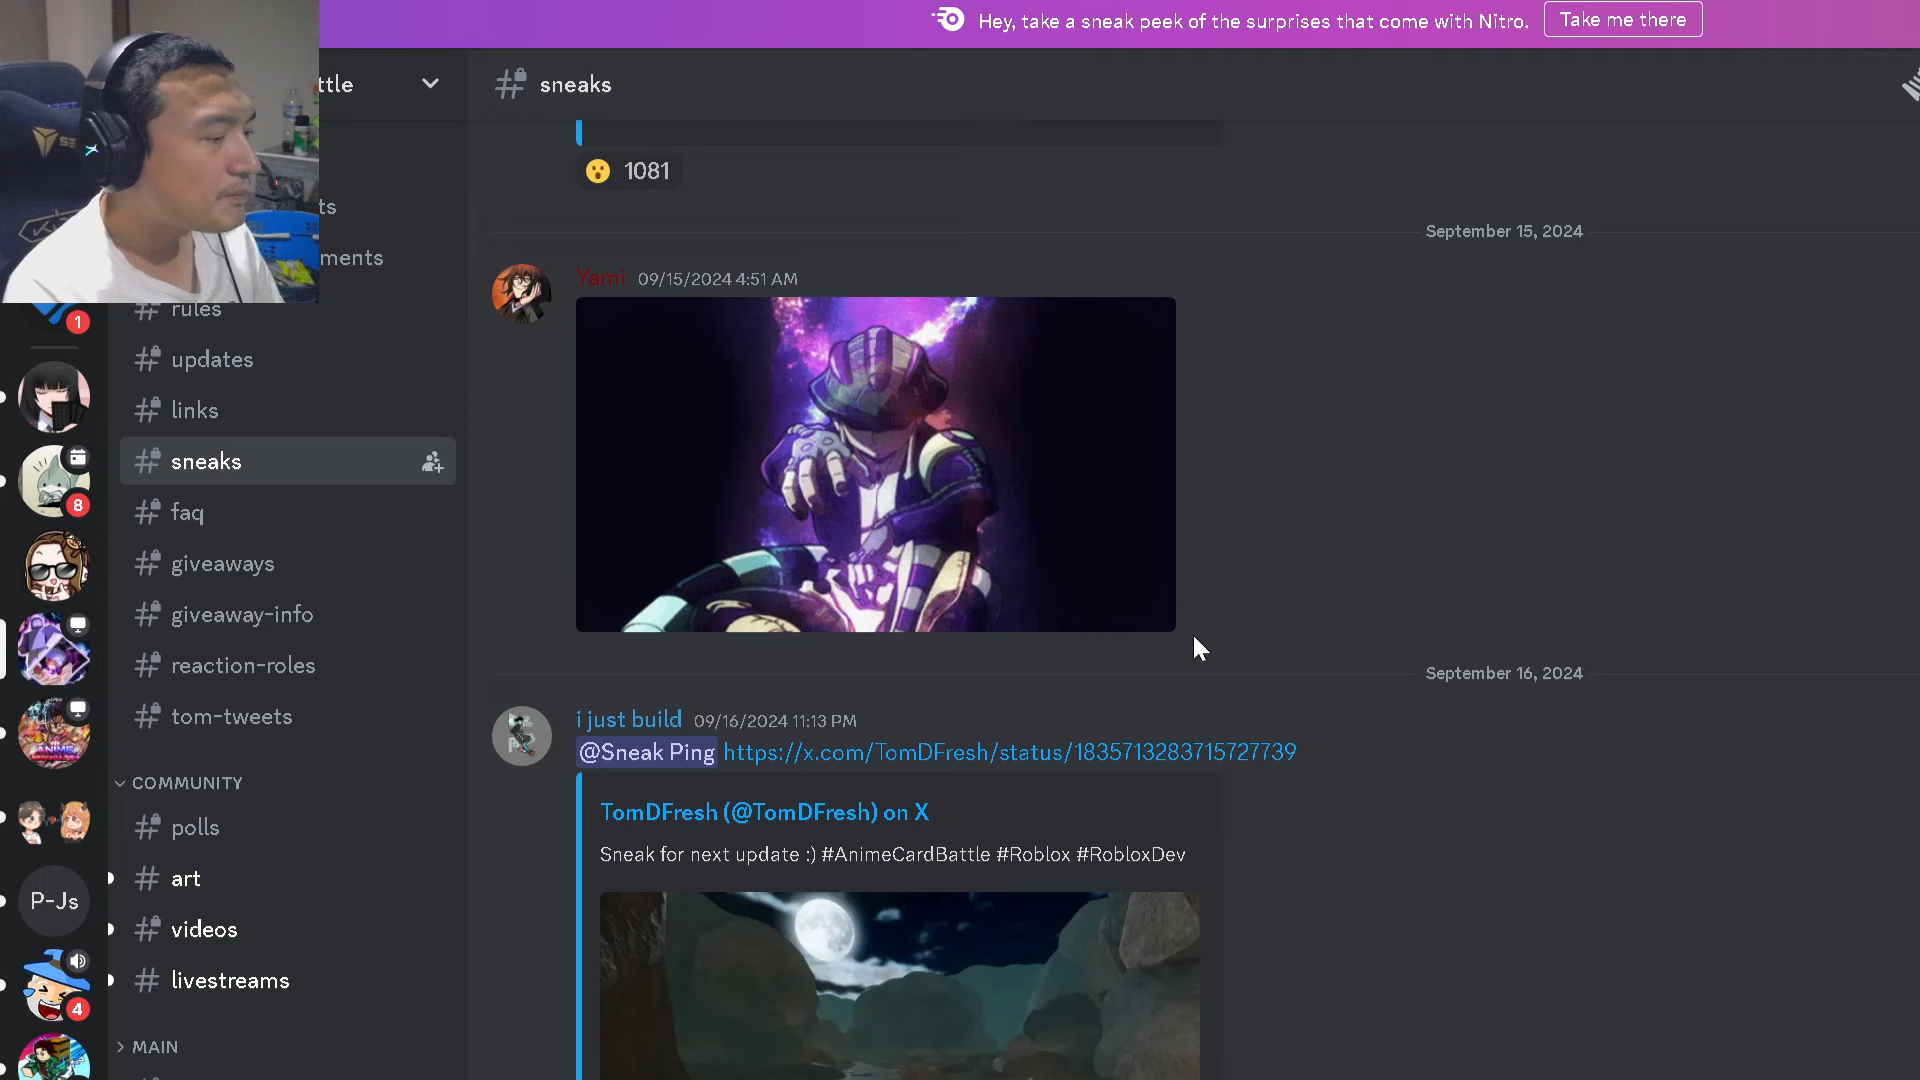 Hey, take a sneak peek of the surprises that come with Nitro.
Take me there
ttle
sneaks
1081
ts
ments
September 15, 2024
Yami 09/15/2024 4:51 AM
rules
1
updates
links
sneaks
8
faq
giveaways
giveaway-info
reaction-roles
tom-tweets
September 16, 2024
i just build 09/16/2024 11:13 PM
@Sneak Ping https://x.com/TomDFresh/status/1835713283715727739
TomDFresh (@TomDFresh) on X
Sneak for next update :) #AnimeCardBattle #Roblox #RobloxDev
COMMUNITY
polls
art
P-Js
videos
livestreams
4
MAIN